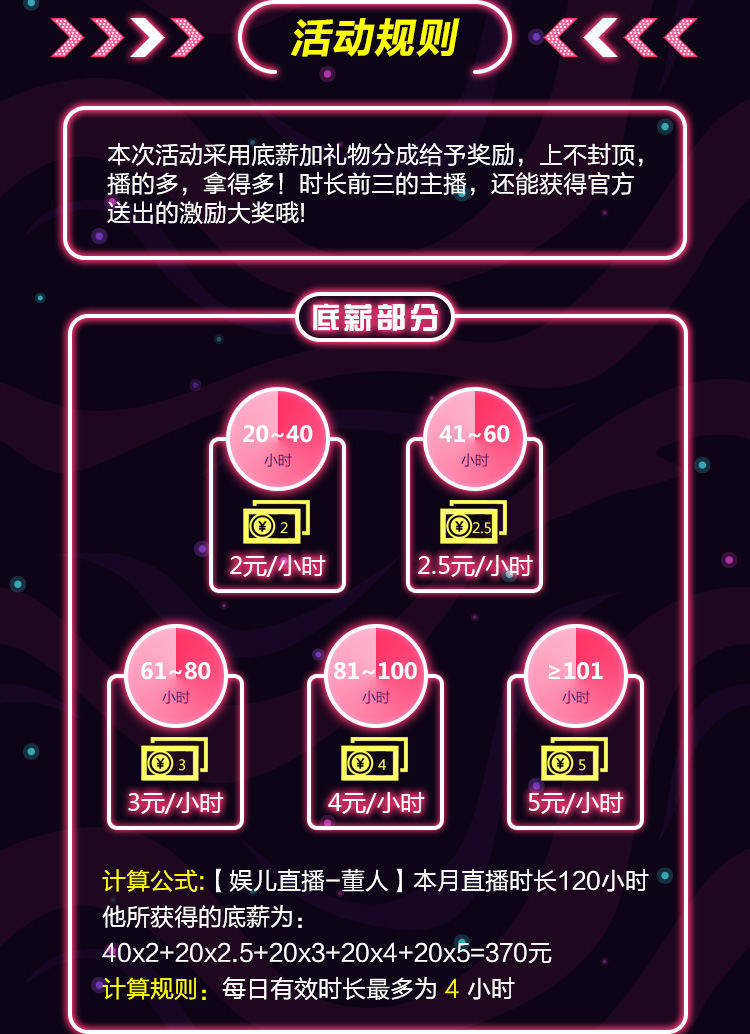 活动规则
本次活动采用底薪加礼物分成给予奖励，上不封顶，
播的多，拿得多！时长前三的主播，还能获得官方
送出的激励大奖哦!
底薪部分
20~40
小时
¥ 2
2元/小时
41~60
小时
¥ 2.5
2.5元/小时
61~80
小时
¥ 3
3元/小时
81~100
小时
¥ 4
4元/小时
≥101
小时
¥ 5
5元/小时
计算公式:【娱儿直播-董人】本月直播时长120小时
他所获得的底薪为：
40x2+20x2.5+20x3+20x4+20x5=370元
计算规则：每日有效时长最多为 4 小时